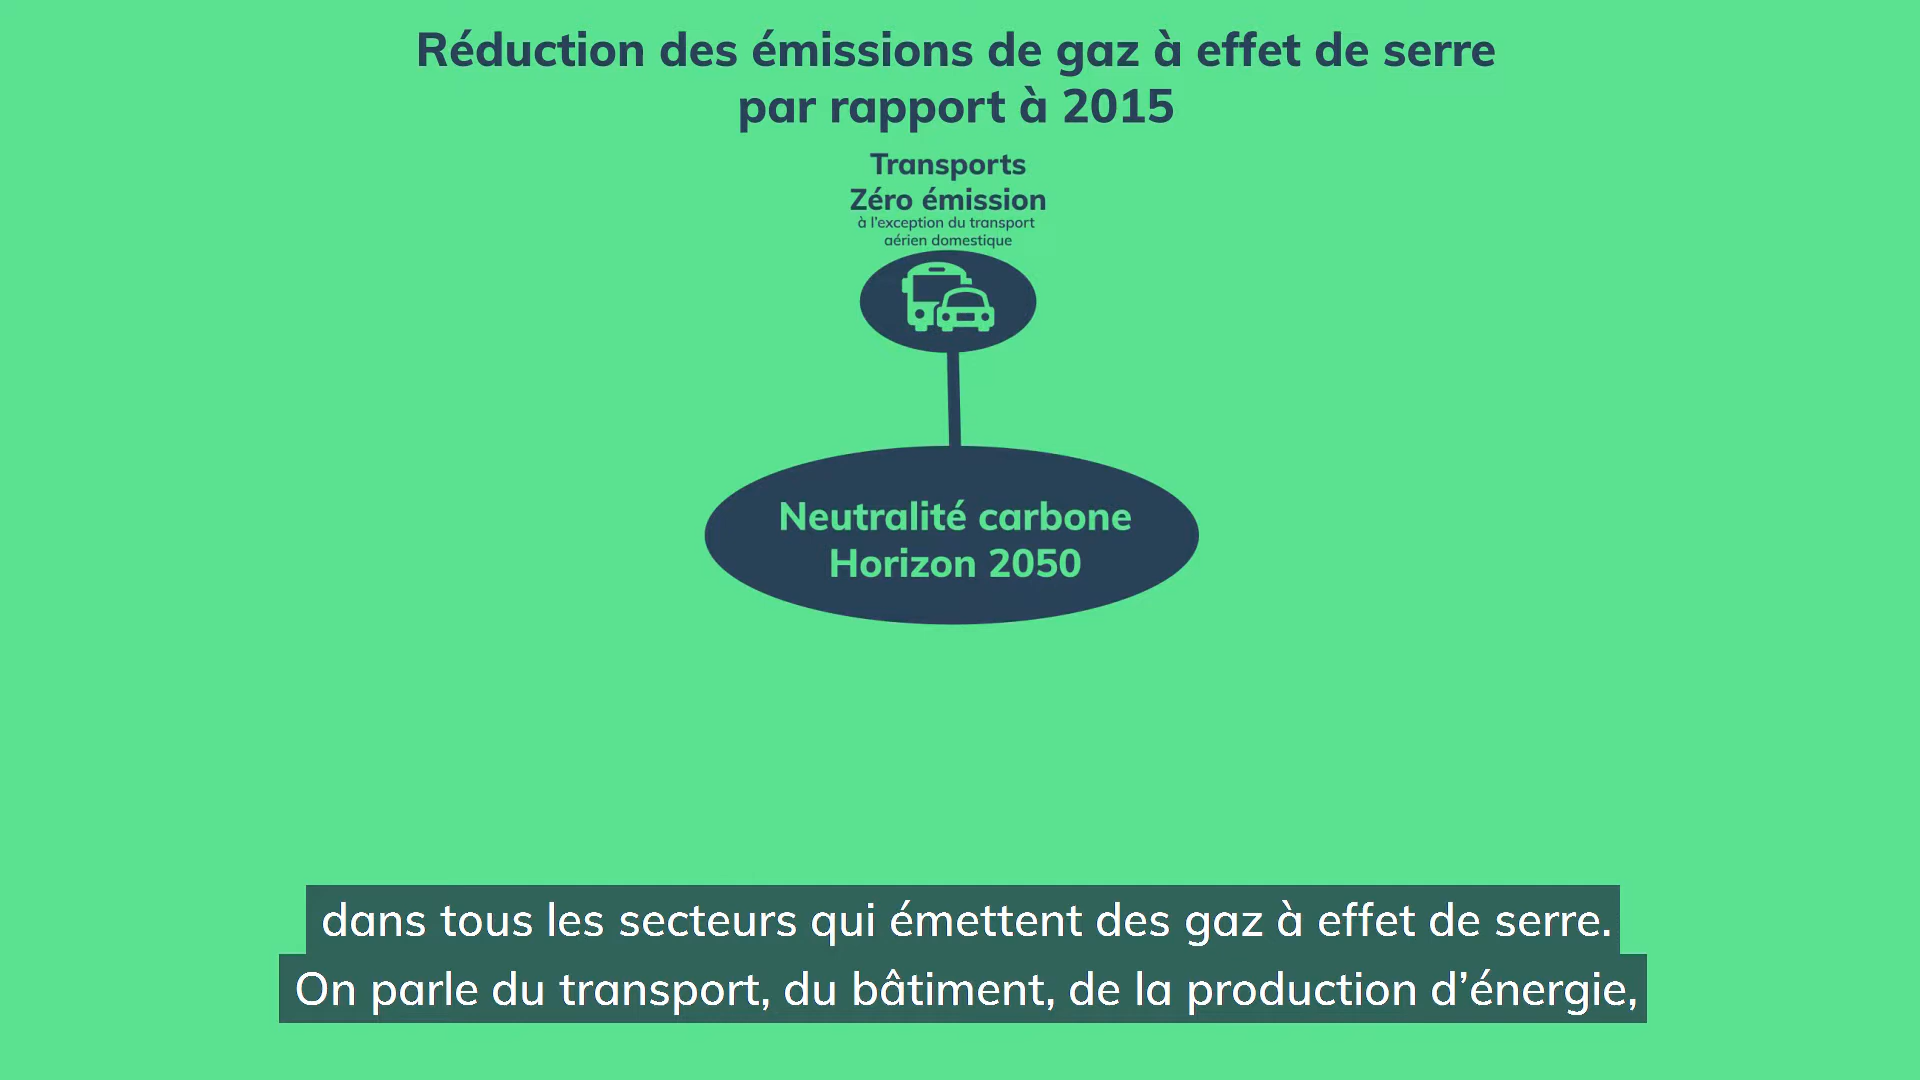 Réduction des émissions de gaz à effet de serre
par rapport à 2015
Transports
Zéro émission
à l’exception du transport
aérien domestique
Neutralité carbone
Horizon 2050
dans tous les secteurs qui émettent des gaz à effet de serre.
On parle du transport, du bâtiment, de la production d’énergie,